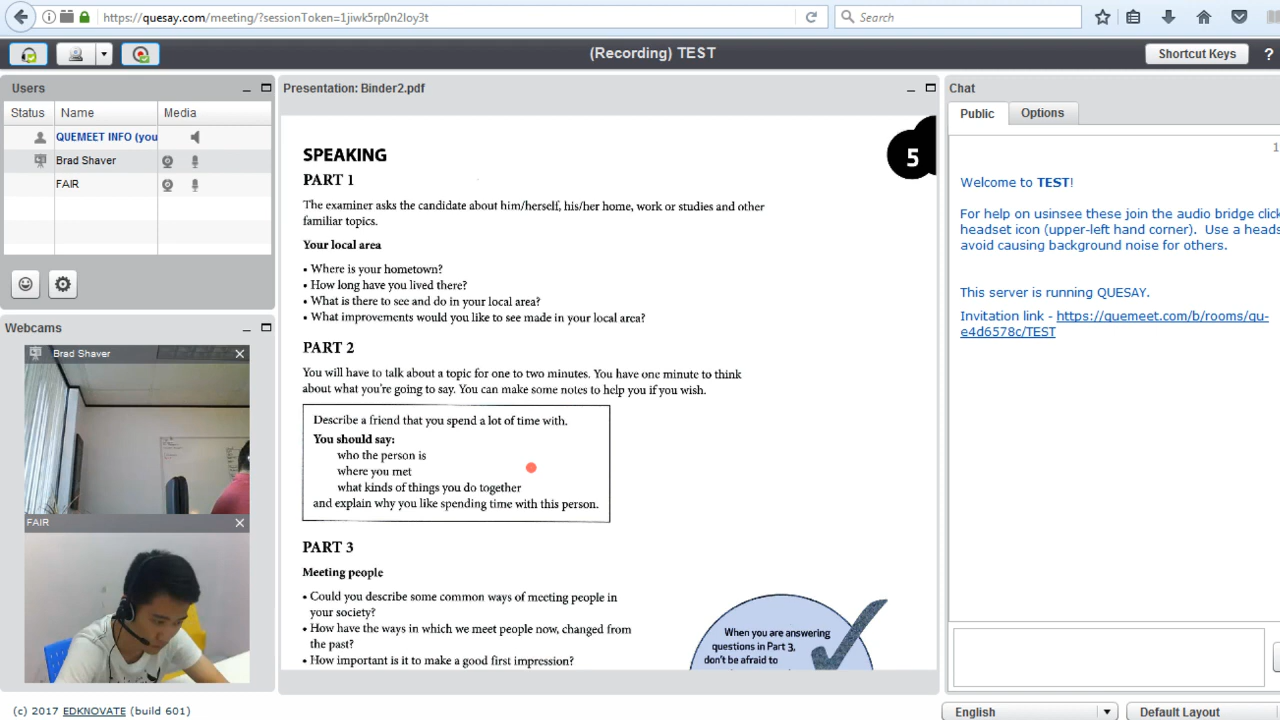 https://quesay.com/meeting/?sessionToken=1jiwk5rp0n2loy3t
Search
(Recording) TEST
Shortcut Keys
?
Users
Status Name Media
QUEMEET INFO (you
Brad Shaver
FAIR
Webcams
Brad Shaver
FAIR
Presentation: Binder2.pdf
5
SPEAKING
PART 1
The examiner asks the candidate about him/herself, his/her home, work or studies and other
familiar topics.
Your local area
• Where is your hometown?
• How long have you lived there?
• What is there to see and do in your local area?
• What improvements would you like to see made in your local area?
PART 2
You will have to talk about a topic for one to two minutes. You have one minute to think
about what you're going to say. You can make some notes to help you if you wish.
Describe a friend that you spend a lot of time with.
You should say:
who the person is
where you met
what kinds of things you do together
and explain why you like spending time with this person.
PART 3
Meeting people
• Could you describe some common ways of meeting people in
your society?
• How have the ways in which we meet people now, changed from
the past?
• How important is it to make a good first impression?
When you are answering
questions in Part 3,
don't be afraid to
Chat
Public Options
1
Welcome to TEST!
For help on usinsee these join the audio bridge click
headset icon (upper-left hand corner). Use a heads
avoid causing background noise for others.
This server is running QUESAY.
Invitation link - https://quemeet.com/b/rooms/qu-
e4d6578c/TEST
(c) 2017 EDKNOVATE (build 601)
English
Default Layout